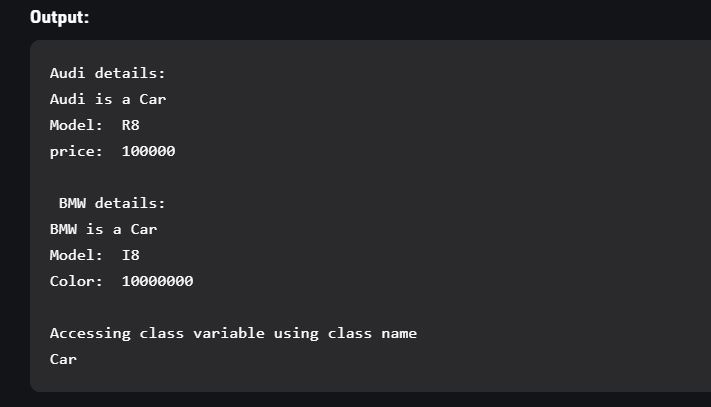 Output:
Audi details:
Audi is a Car
Model:  R8
price:  100000
 BMW details:
BMW is a Car
Model:  I8
Color:  10000000
Accessing class variable using class name
Car